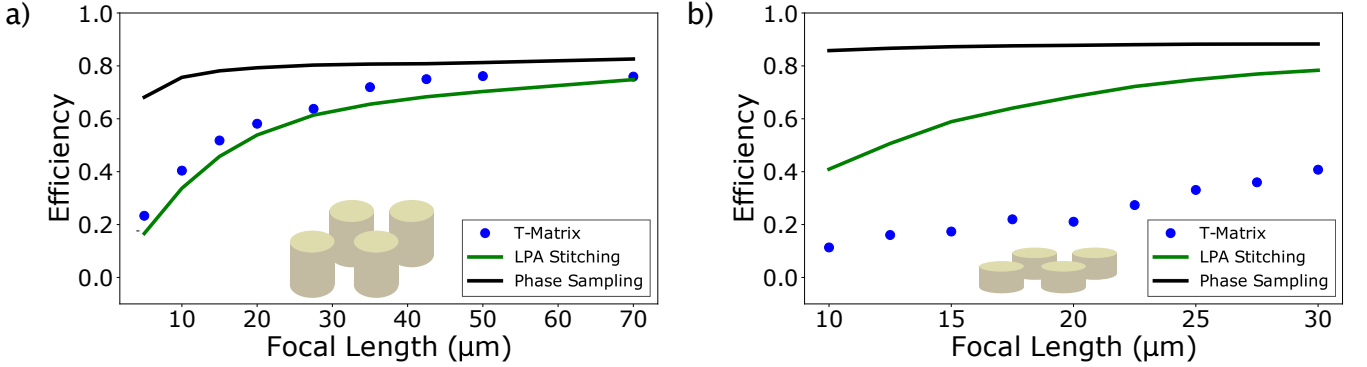 a)
1.0
0.8
0.6
0.4
0.2
0.0
Efficiency
10 20 30 40 50 60 70
Focal Length (μm)
T-Matrix
LPA Stitching
Phase Sampling
b)
1.0
0.8
0.6
0.4
0.2
0.0
Efficiency
10 15 20 25 30
Focal Length (μm)
T-Matrix
LPA Stitching
Phase Sampling